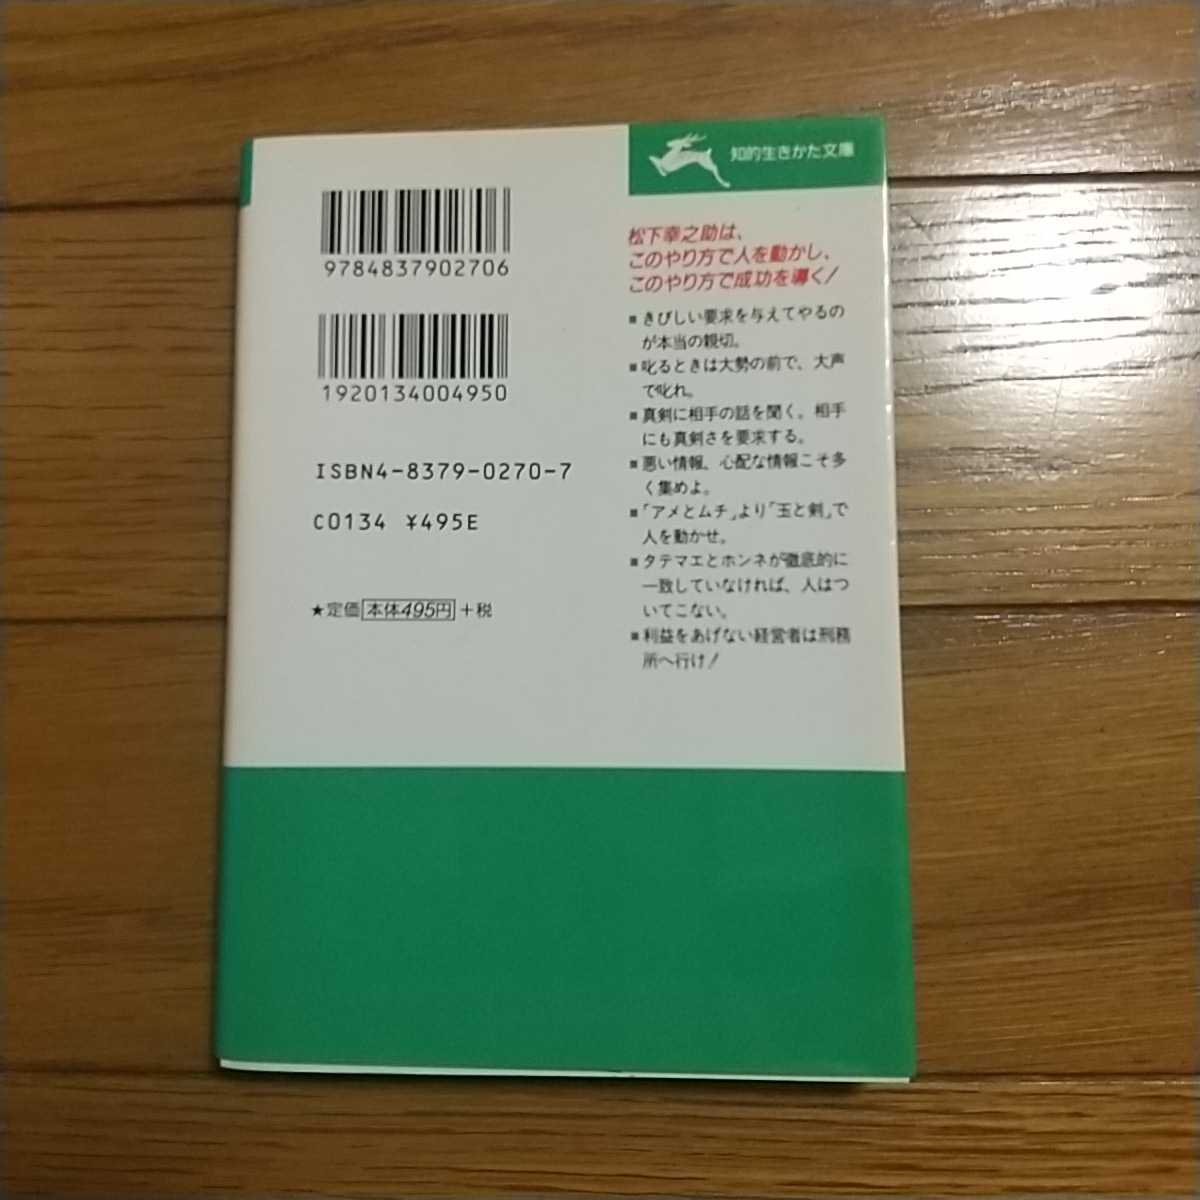 知的生きかた文庫
9784837902706
1920134004950
ISBN4-8379-0270-7
C0134 ¥495E
★定価本体495円+税
松下幸之助は、
このやり方で人を動かし、
このやり方で成功を導く!
■きびしい要求を与えてやるの
が本当の親切。
■叱るときは大勢の前で、大声
で叱れ。
■真剣に相手の話を聞く。相手
にも真剣さを要求する。
■悪い情報、心配な情報こそ多
く集めよ。
■「アメとムチ」より「玉と剣」で
人を動かせ。
■タテマエとホンネが徹底的に
一致していなければ、人はつ
いてこない。
■利益をあげない経営者は刑務
所へ行け!